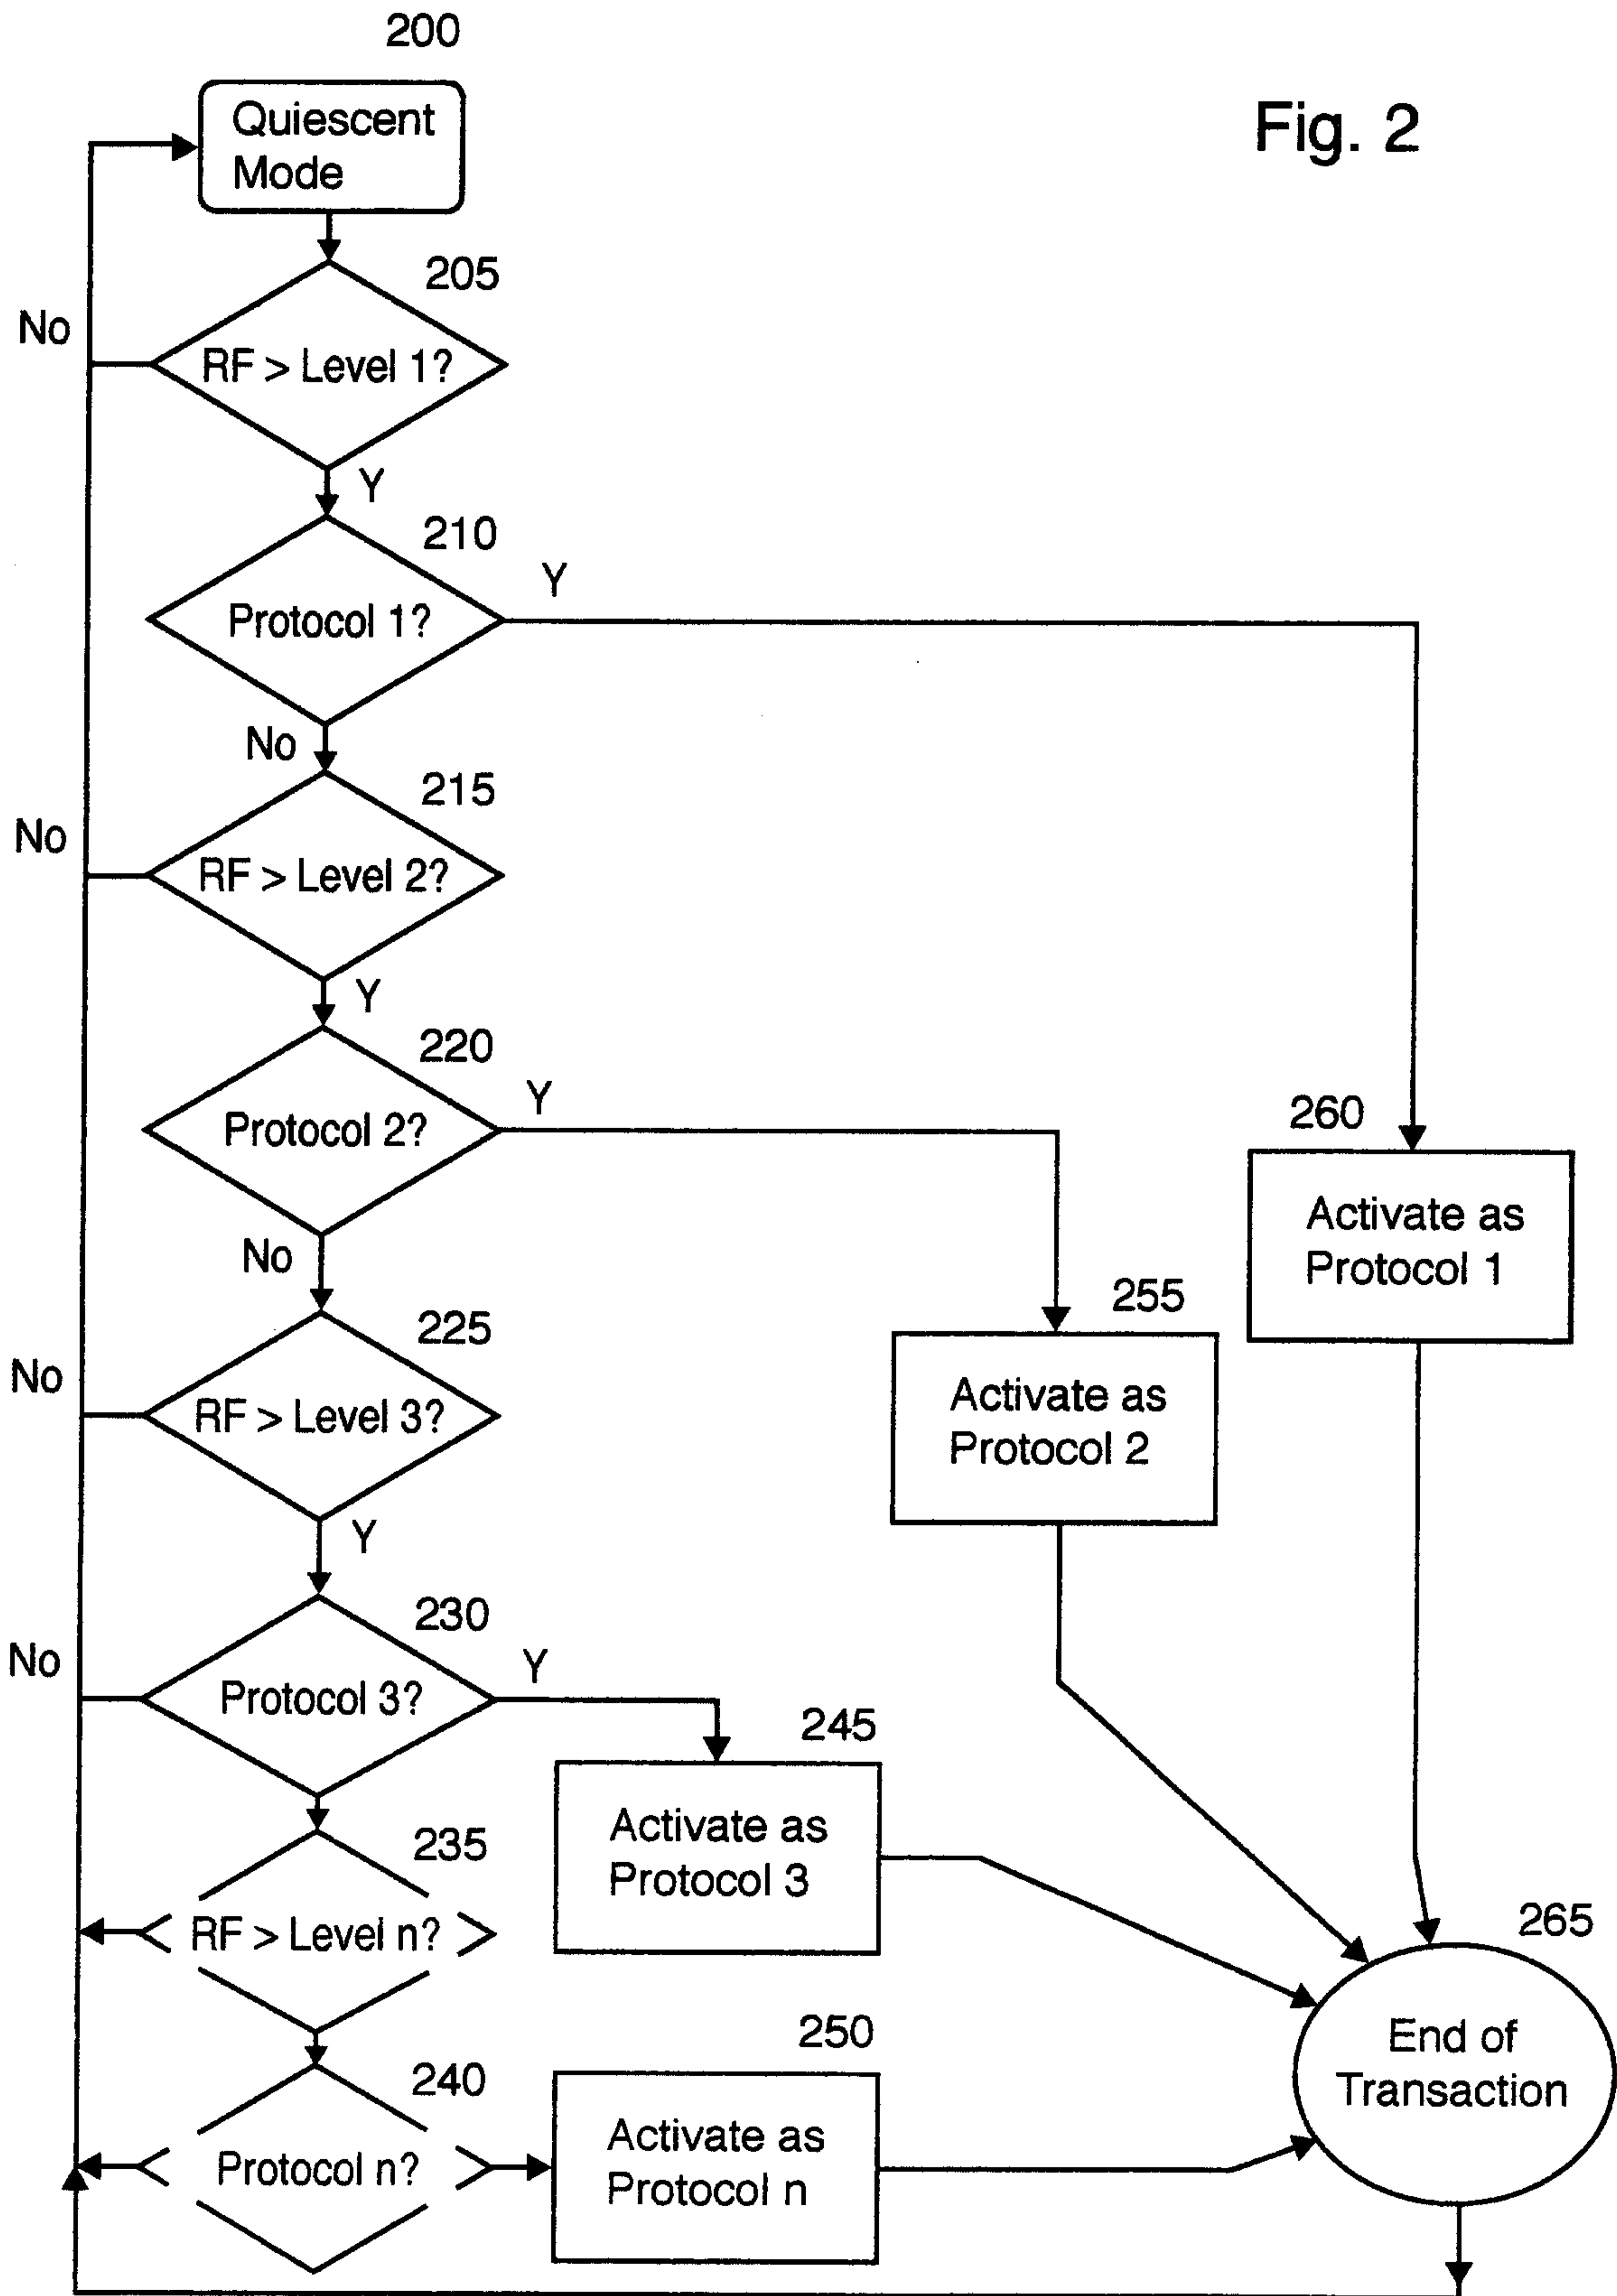 200
Quiescent
Mode
Fig. 2
205
No
RF > Level 1?
Y
210
Y
Protocol 1?
No
215
No
RF > Level 2?
Y
220
Y
Protocol 2?
No
260
Activate as
Protocol 1
225
255
No
RF > Level 3?
Activate as
Protocol 2
Y
230
No
Y
Protocol 3?
245
235
Activate as
Protocol 3
RF > Level n?
265
250
End of
Transaction
240
Protocol n?
Activate as
Protocol n